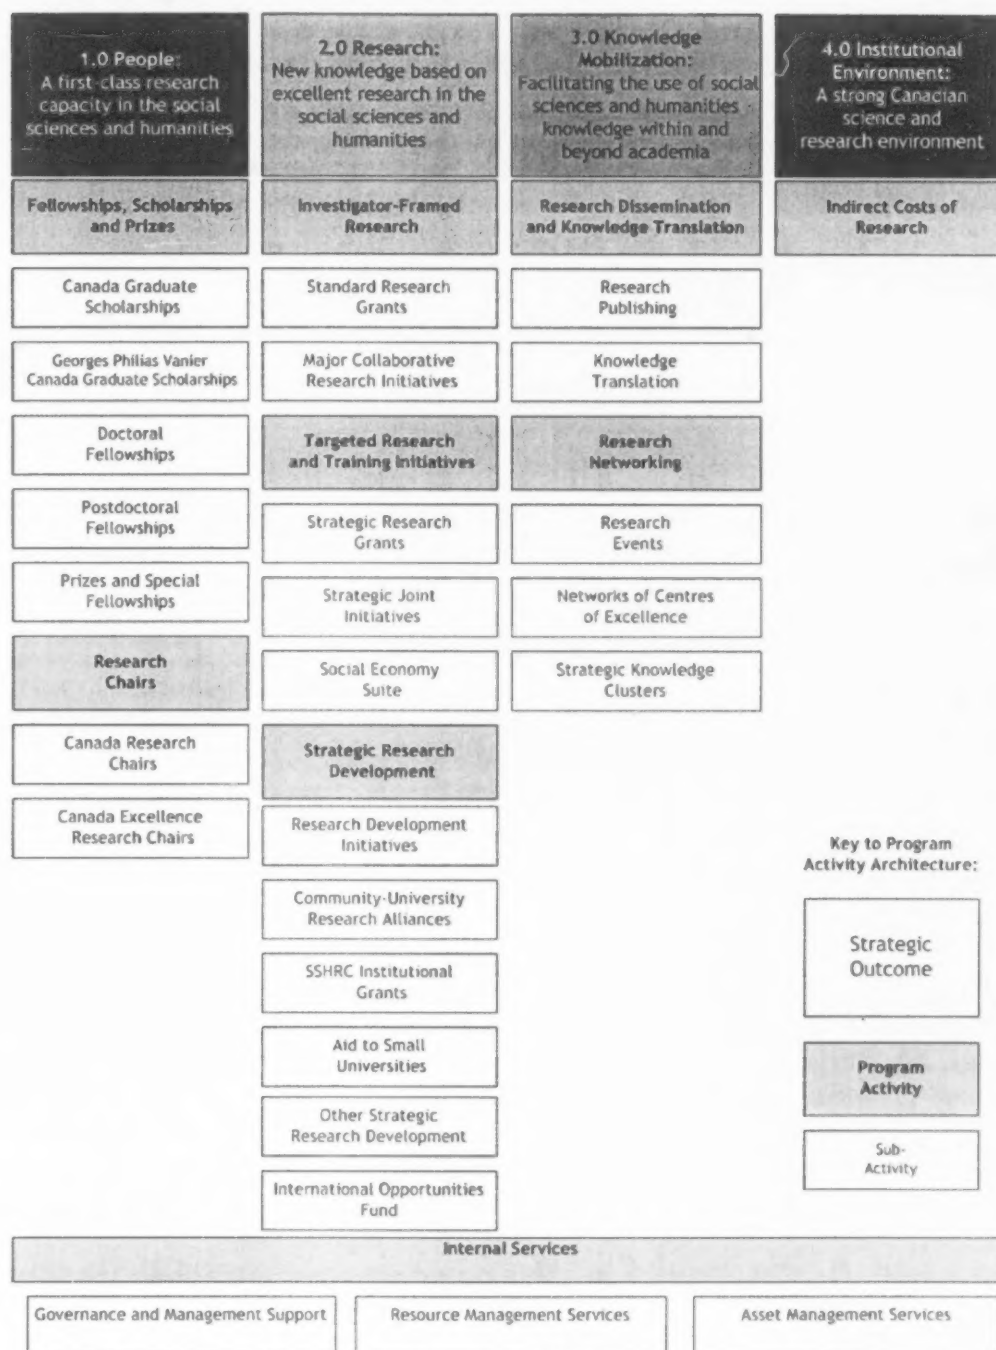 1.0 People:
A first-class research
capacity in the social
sciences and humanities
Fellowships, Scholarships
and Prizes
Canada Graduate
Scholarships
Georges Philias Vanier
Canada Graduate Scholarships
Doctoral
Fellowships
Postdoctoral
Fellowships
Prizes and Special
Fellowships
Research
Chairs
Canada Research
Chairs
Canada Excellence
Research Chairs
2.0 Research:
New knowledge based on
excellent research in the
social sciences and
humanities
Investigator-Framed
Research
Standard Research
Grants
Major Collaborative
Research Initiatives
Targeted Research
and Training Initiatives
Strategic Research
Grants
Strategic Joint
Initiatives
Social Economy
Suite
Strategic Research
Development
Research Development
Initiatives
Community-University
Research Alliances
SSHRC Institutional
Grants
Aid to Small
Universities
Other Strategic
Research Development
International Opportunities
Fund
3.0 Knowledge
Mobilization:
Facilitating the use of social
sciences and humanities
knowledge within and
beyond academia
Research Dissemination
and Knowledge Translation
Research
Publishing
Knowledge
Translation
Research
Networking
Research
Events
Networks of Centres
of Excellence
Strategic Knowledge
Clusters
4.0 Institutional
Environment:
A strong Canadian
science and
research environment
Indirect Costs of
Research
Key to Program
Activity Architecture:
Strategic
Outcome
Program
Activity
Sub-
Activity
Internal Services
Governance and Management Support
Resource Management Services
Asset Management Services